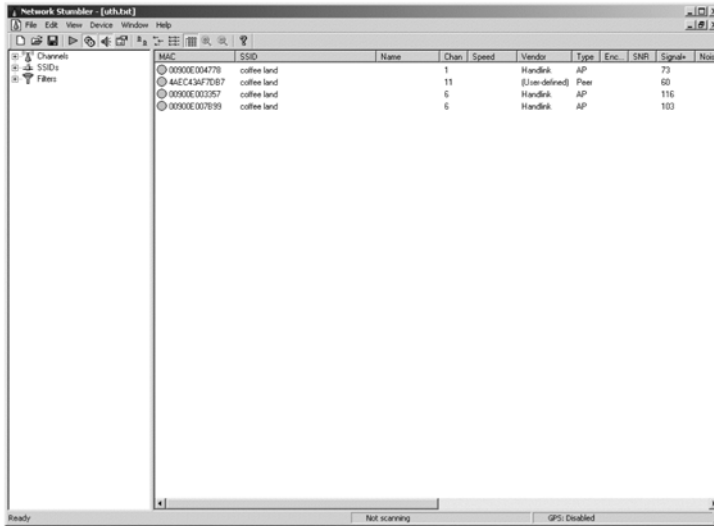 Network Stumbler - [uth.txt]
File Edit View Device Window Help
Channels
SSIDs
Filters
MAC SSID Name Chan Speed Vendor Type Enc... SNR Signal+ Nois
00900E004778 coffee land 1 Handlink AP 73
4AEC43AF7DB7 coffee land 11 (User-defined) Peer 60
00900E003357 coffee land 6 Handlink AP 116
00900E007B99 coffee land 6 Handlink AP 103
Ready Not scanning GPS: Disabled